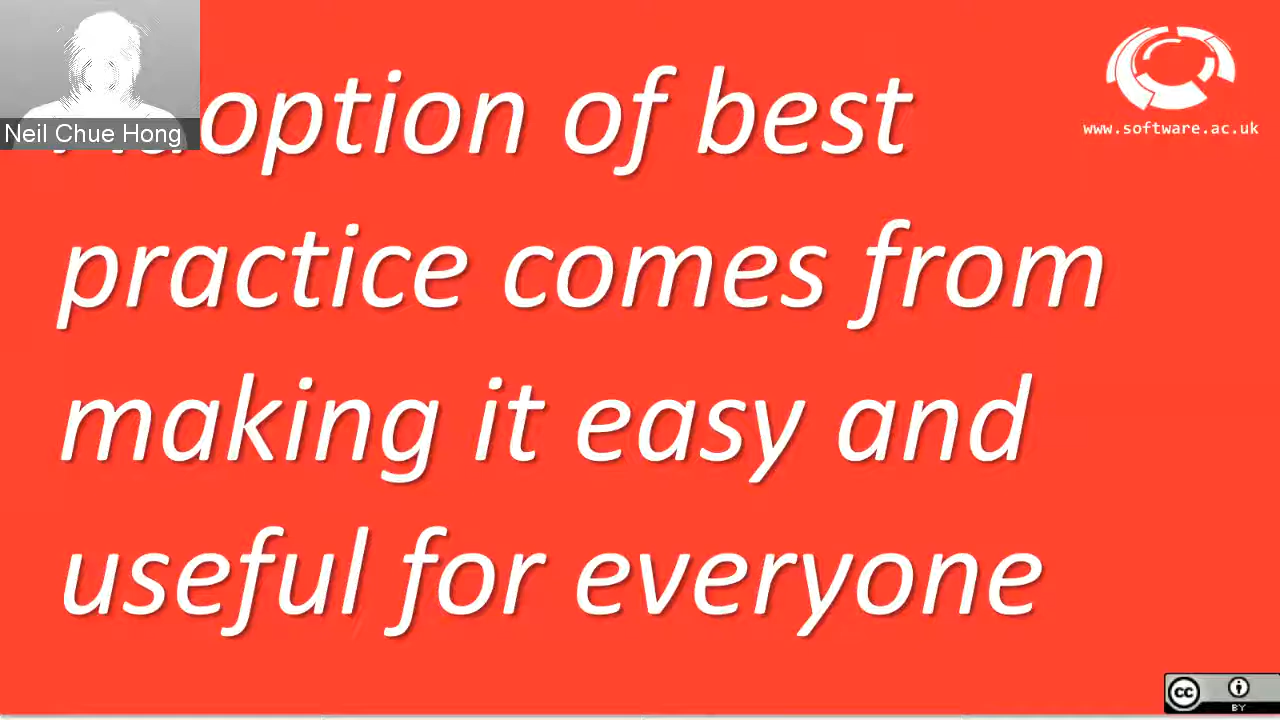 Neil Chue Hong
option of best
practice comes from
making it easy and
useful for everyone
www.software.ac.uk
cc
BY